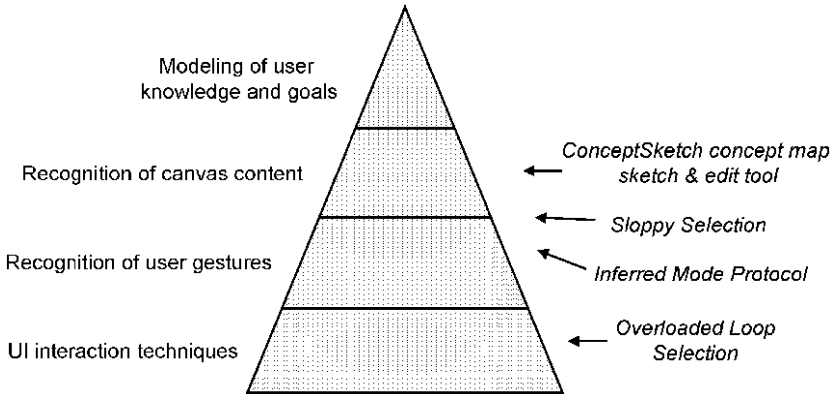 Modeling of user
knowledge and goals
Recognition of canvas content
ConceptSketch concept map
sketch & edit tool
Sloppy Selection
Recognition of user gestures
Inferred Mode Protocol
UI interaction techniques
Overloaded Loop
Selection